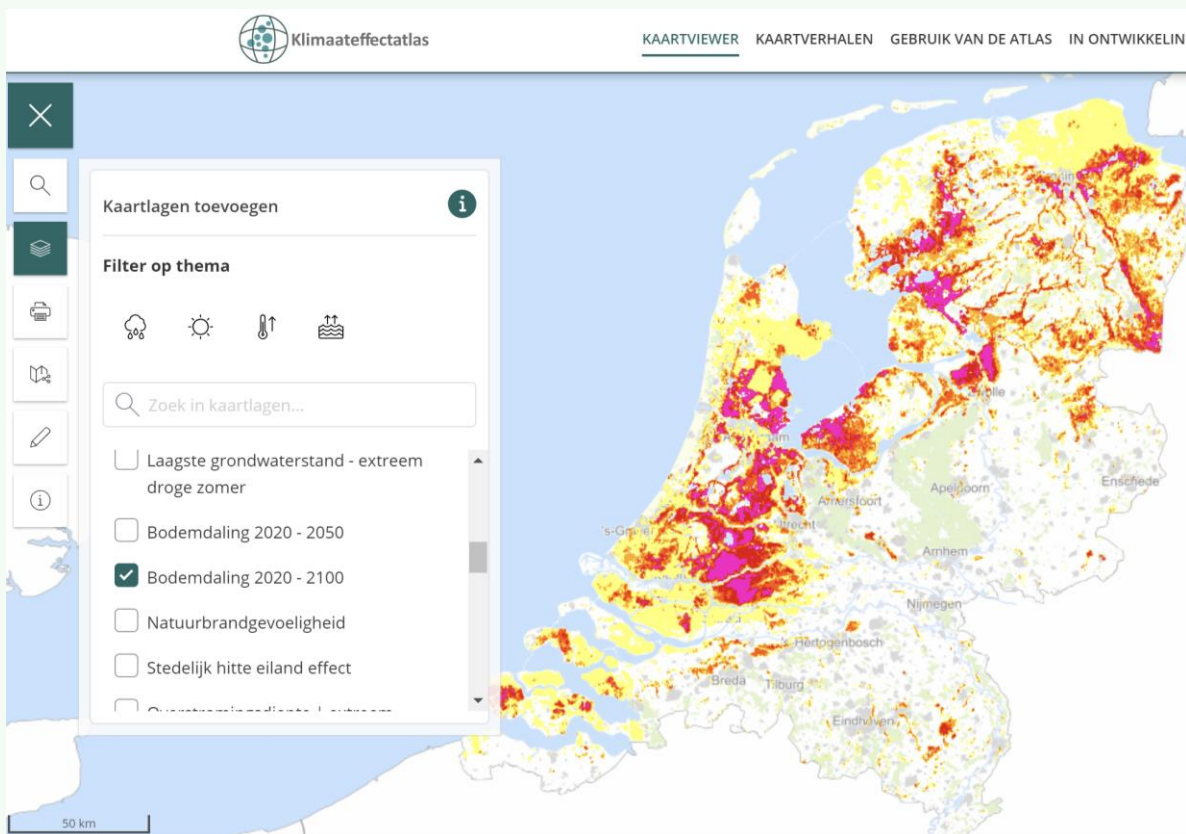 Klimaateffectatlas
KAARTVIEWER KAARTVERHALEN GEBRUIK VAN DE ATLAS IN ONTWIKKELIN
Kaartlagen toevoegen
Filter op thema
Zoek in kaartlagen...
Laagste grondwaterstand - extreem
droge zomer
Bodemdaling 2020 - 2050
Bodemdaling 2020 - 2100
Natuurbrandgevoeligheid
Stedelijk hitte eiland effect
Zwolle
Amersfoort
Apeldoorn
Enschede
Utrecht
Arnhem
Nijmegen
's Hertogenbosch
Breda
Tilburg
Eindhoven
50 km